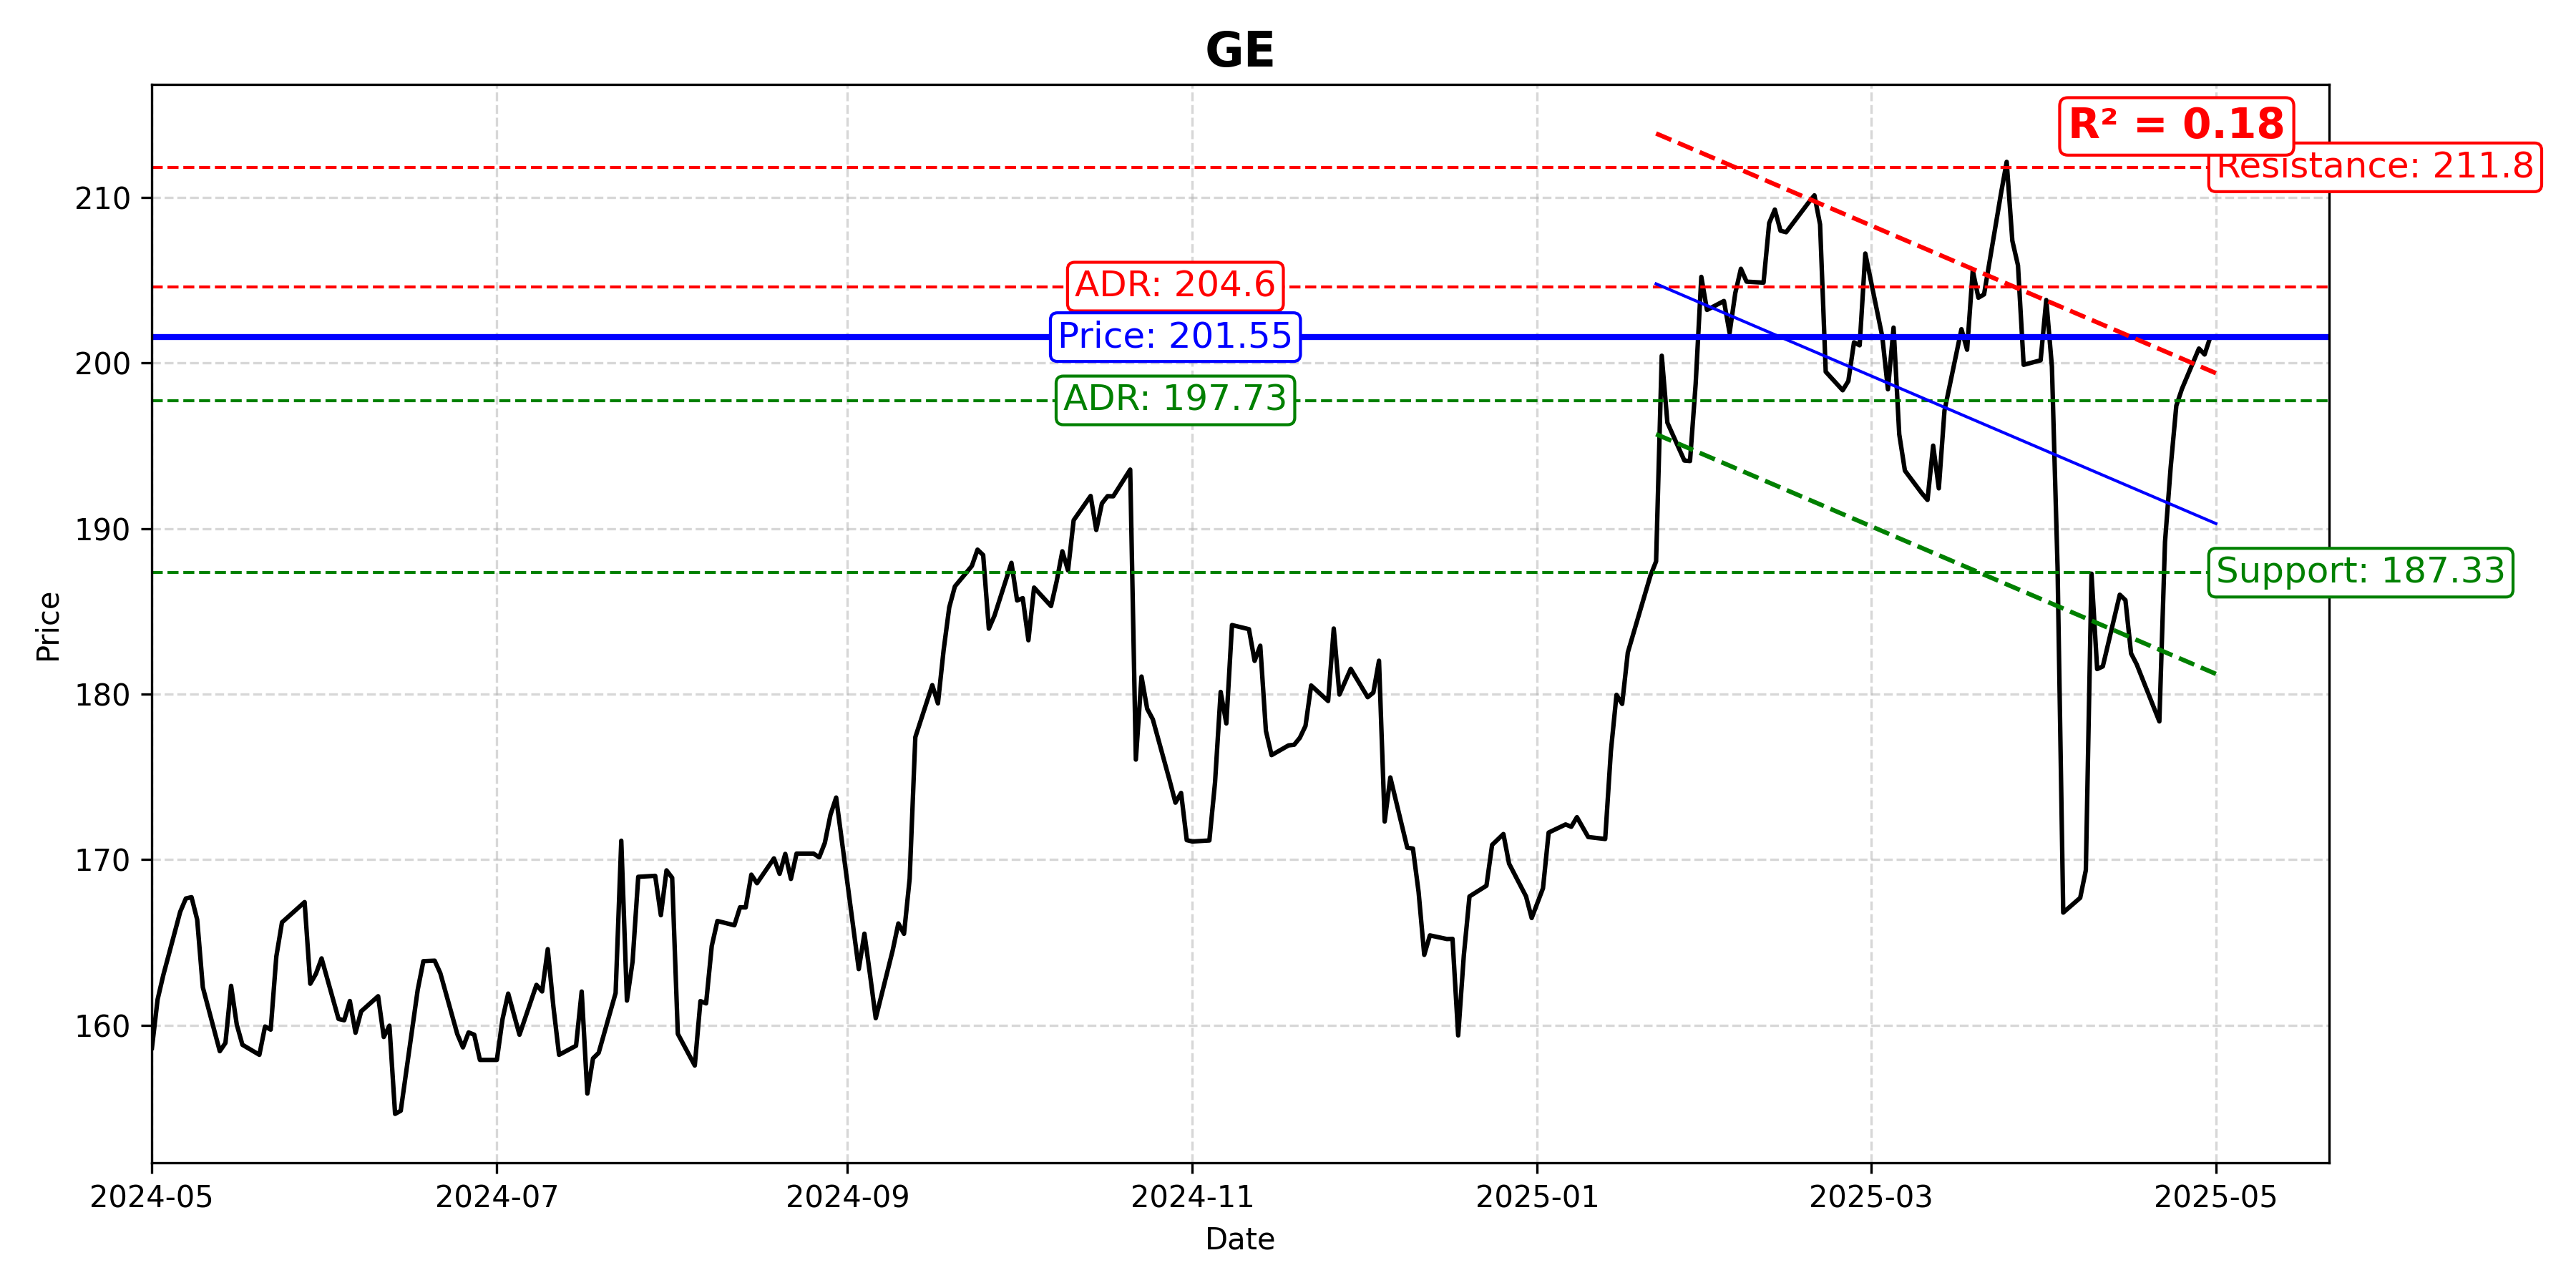 GE
R² = 0.18
Resistance: 211.8
ADR: 204.6
Price: 201.55
ADR: 197.73
Support: 187.33
Price
210
200
190
180
170
160
2024-05
2024-07
2024-09
2024-11
2025-01
2025-03
2025-05
Date